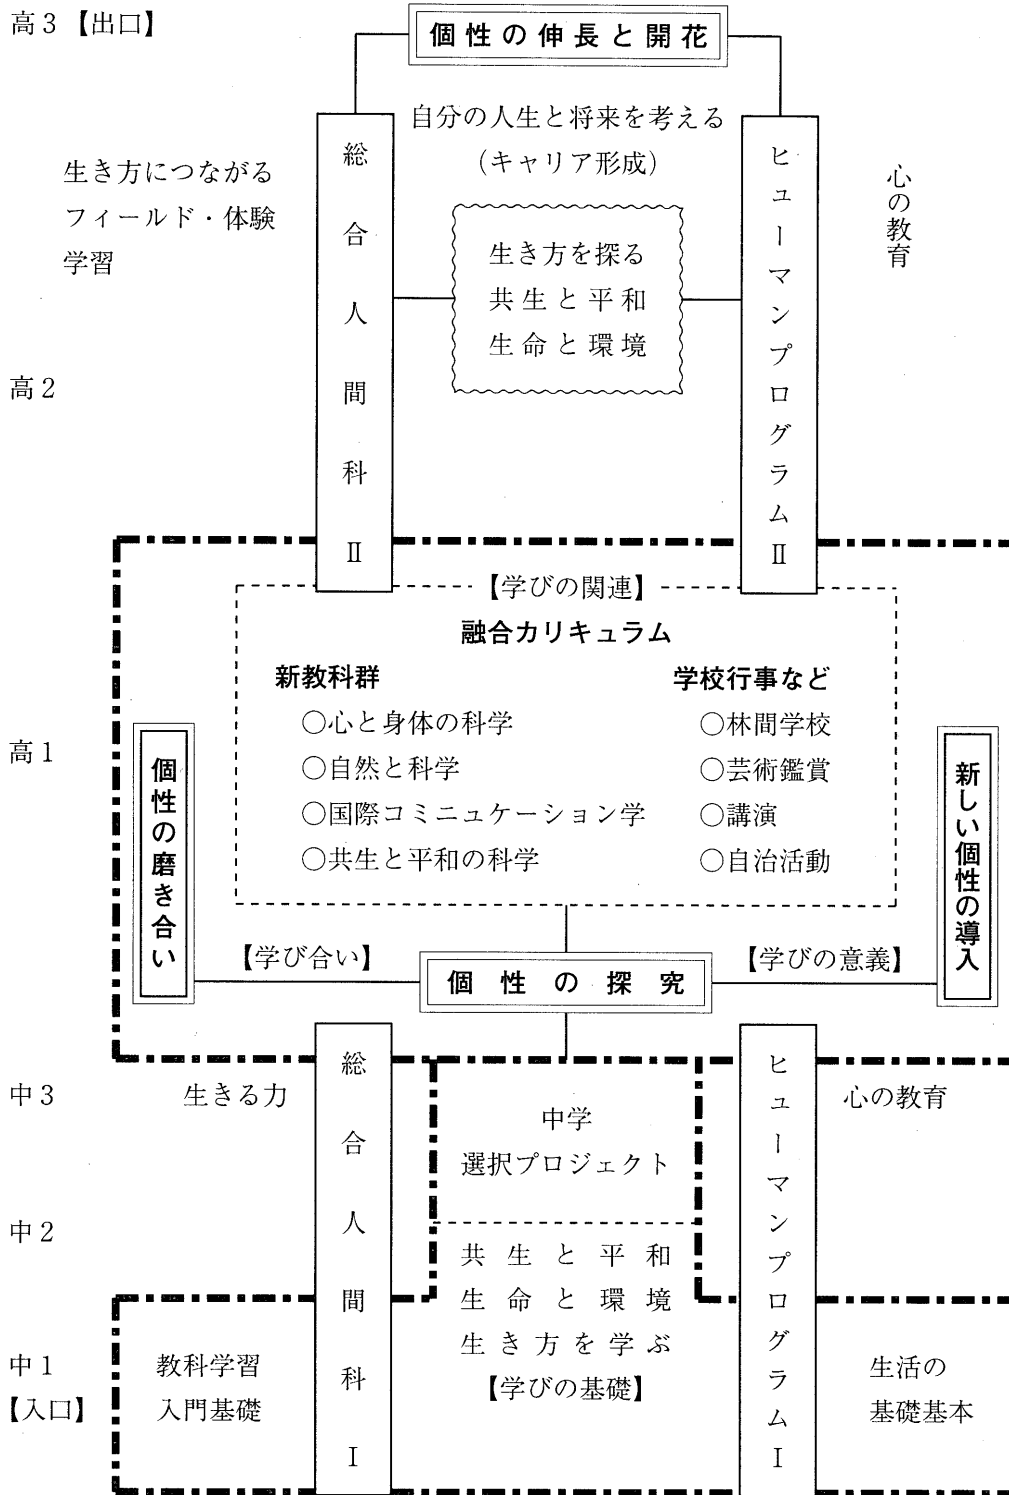 高3【出口】
個性の伸長と開花
自分の人生と将来を考える
(キャリア形成)
生き方につながる
フィールド・体験
学習
総合人間科Ⅱ
ヒューマンプログラムⅡ
心の教育
生き方を探る
共生と平和
生命と環境
高2
【学びの関連】
融合カリキュラム
新教科群
○心と身体の科学
○自然と科学
○国際コミニュケーション学
○共生と平和の科学
学校行事など
○林間学校
○芸術鑑賞
○講演
○自治活動
高1
個性の磨き合い
新しい個性の導入
【学び合い】
個性の探究
【学びの意義】
中3
生きる力
総合人間科Ⅰ
中学
選択プロジェクト
ヒューマンプログラムⅠ
心の教育
中2
共生と平和
生命と環境
生き方を学ぶ
【学びの基礎】
中1
【入口】
教科学習
入門基礎
生活の
基礎基本